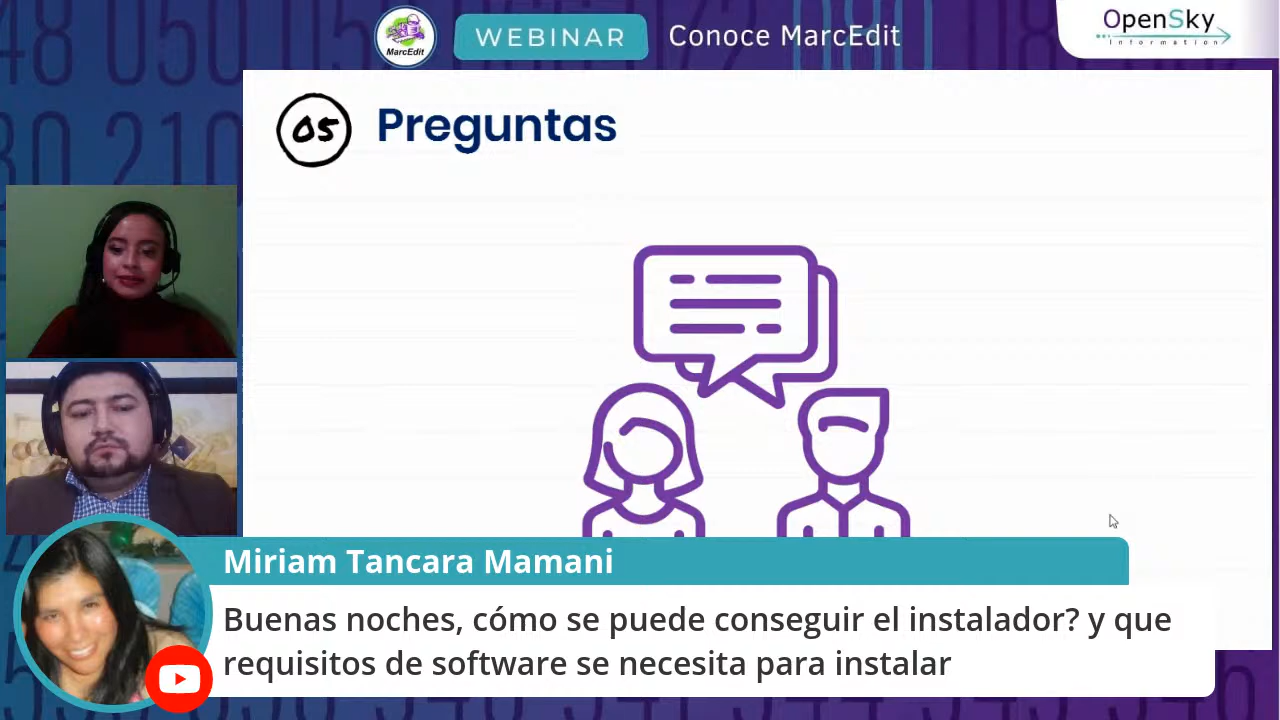 MarcEdit
WEBINAR
Conoce MarcEdit
OpenSky
Information
05
Preguntas
Miriam Tancara Mamani
Buenas noches, cómo se puede conseguir el instalador? y que
requisitos de software se necesita para instalar